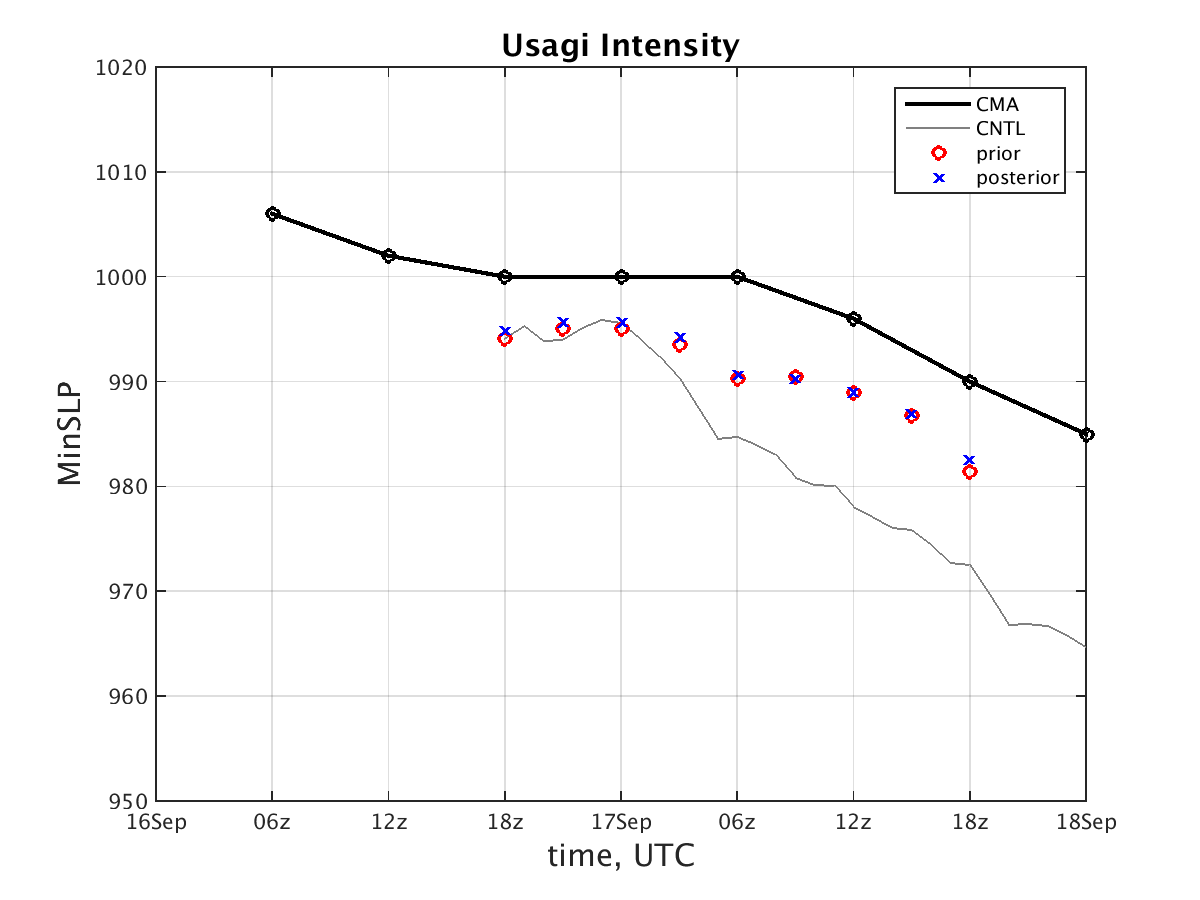 Usagi Intensity
1020
1010
1000
990
980
970
960
950
MinSLP
CMA
CNTL
prior
posterior
16Sep 06z 12z 18z 17Sep 06z 12z 18z 18Sep
time, UTC